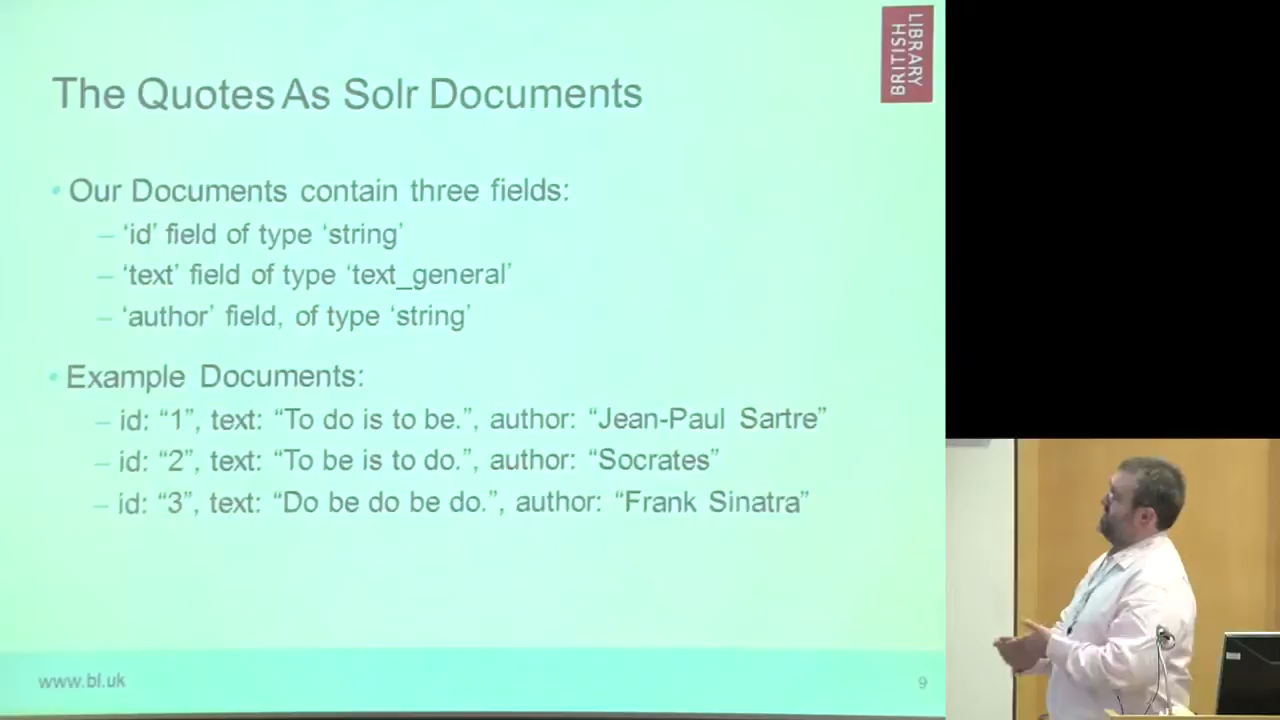 LIBRARY
BRITISH
The Quotes As Solr Documents
• Our Documents contain three fields:
– ‘id’ field of type ‘string’
– ‘text’ field of type ‘text_general’
– ‘author’ field, of type ‘string’
• Example Documents:
– id: “1”, text: “To do is to be.”, author: “Jean-Paul Sartre”
– id: “2”, text: “To be is to do.”, author: “Socrates”
– id: “3”, text: “Do be do be do.”, author: “Frank Sinatra”
www.bl.uk
9